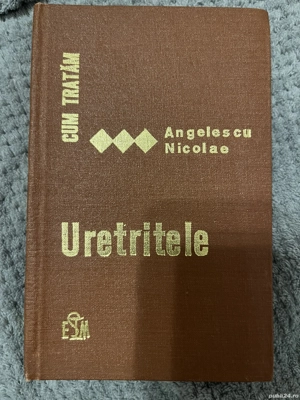 CUM TRATĂM
Angelescu
Nicolae
Uretritele
ESM